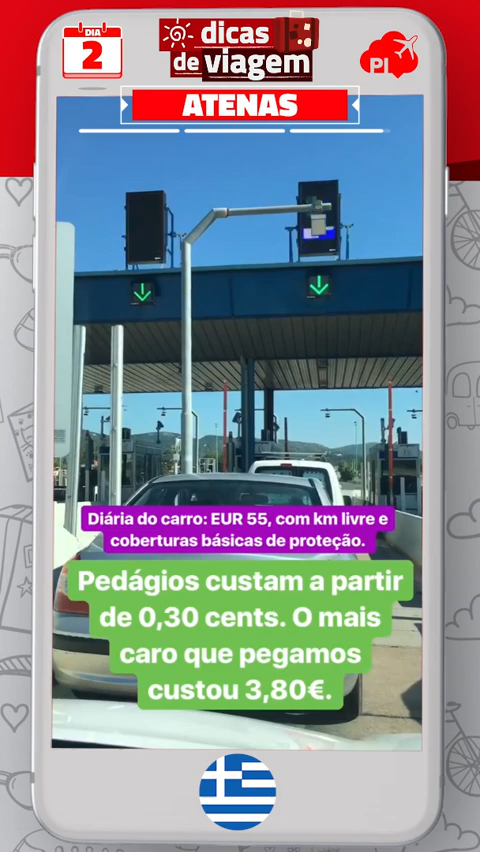 DIA
2
dicas
de viagem
PI
ATENAS
Diária do carro: EUR 55, com km livre e
coberturas básicas de proteção.
Pedágios custam a partir
de 0,30 cents. O mais
caro que pegamos
custou 3,80€.